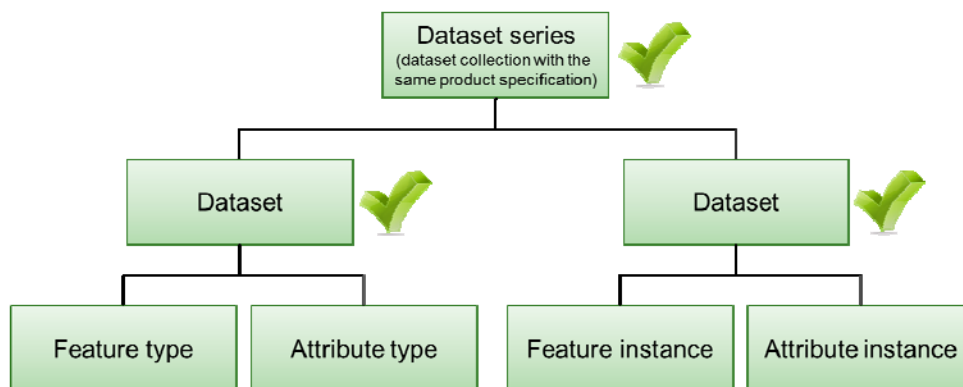 Dataset series
(dataset collection with the
same product specification)
Dataset
Dataset
Feature type
Attribute type
Feature instance
Attribute instance